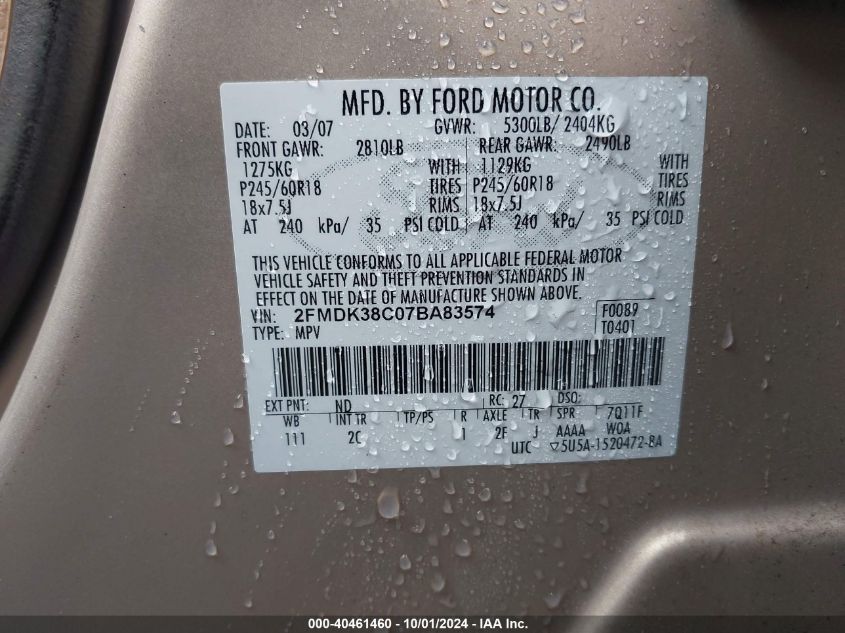 MFD. BY FORD MOTOR CO.
DATE: 03/07 GVWR: 5300LB/ 2404KG
FRONT GAWR: 2810LB REAR GAWR: 2490LB
1275KG WITH 1129KG WITH
P245/60R18 TIRES P245/60R18 TIRES
18x7.5J RIMS 18x7.5J RIMS
AT 240 kPa/ 35 PSI COLD AT 240 kPa/ 35 PSI COLD
THIS VEHICLE CONFORMS TO ALL APPLICABLE FEDERAL MOTOR
VEHICLE SAFETY AND THEFT PREVENTION STANDARDS IN
EFFECT ON THE DATE OF MANUFACTURE SHOWN ABOVE.
VIN: 2FMDK38C07BA83574 F0089
TYPE: MPV T0401
EXT PNT: ND RC: 27 DSO:
WB INT TR TP/PS R AXLE TR SPR 7Q11F
111 2C 1 2F J AAAA WOA
UTC ▽5U5A-1520472-BA
000-40461460 - 10/01/2024 - IAA Inc.